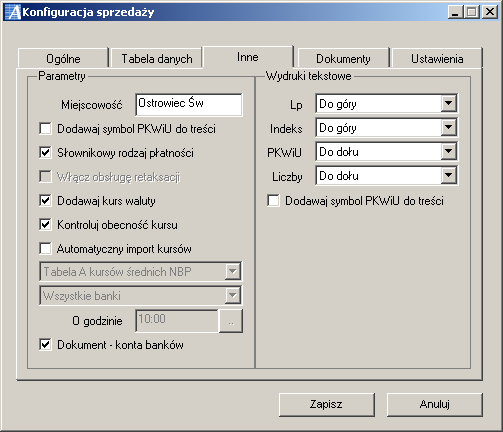 Konfiguracja sprzedaży
Ogólne Tabela danych Inne Dokumenty Ustawienia
Parametry
Miejscowość Ostrowiec Św
Dodawaj symbol PKWiU do treści
Słownikowy rodzaj płatności
Włącz obsługę retaksacji
Dodawaj kurs waluty
Kontroluj obecność kursu
Automatyczny import kursów
Tabela A kursów średnich NBP
Wszystkie banki
O godzinie 10:00 ..
Dokument - konta banków
Wydruki tekstowe
Lp Do góry
Indeks Do góry
PKWiU Do dołu
Liczby Do dołu
Dodawaj symbol PKWiU do treści
Zapisz Anuluj